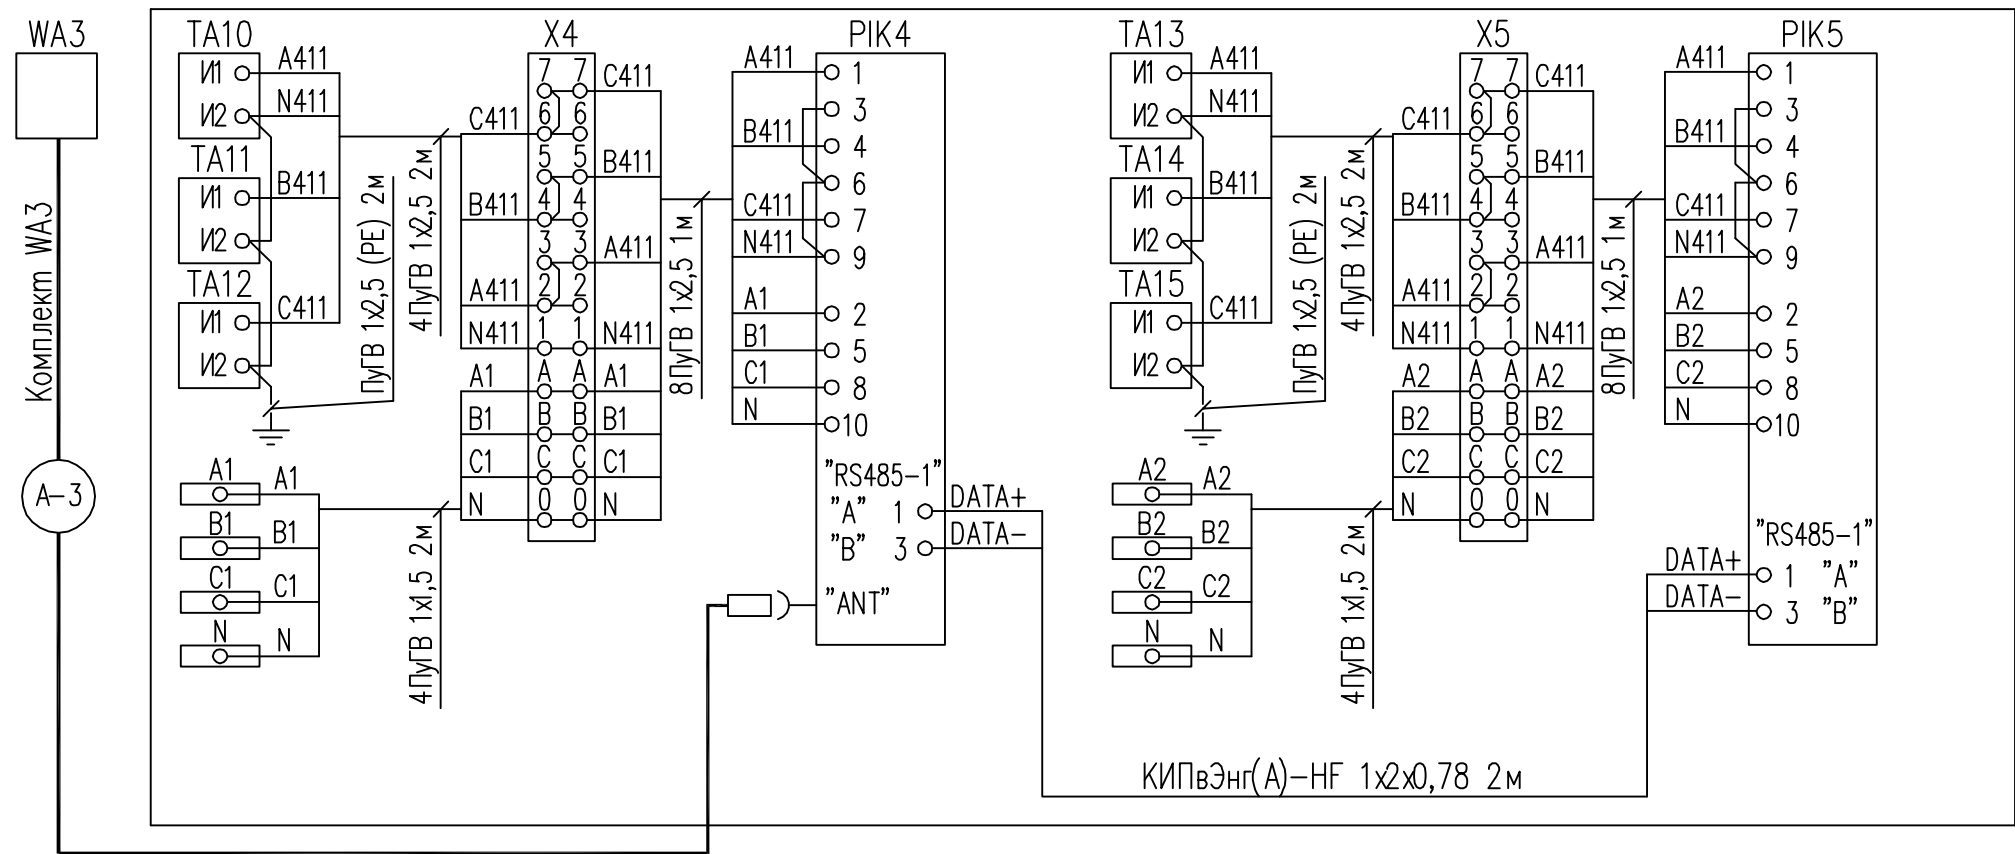 WA3
Комплект WA3
A-3
TA10
И1
A411
И2
N411
TA11
И1
B411
И2
TA12
И1
C411
И2
ПуГВ 1x2,5 (PE) 2м
4ПуГВ 1x2,5 2м
A1 A1
B1 B1
C1 C1
N N
4ПуГВ 1x1,5 2м
X4
7 7 C411
C411 6 6
5 5 B411
B411 4 4
3 3 A411
A411 2 2
N411 1 1 N411
A1 A A A1
B1 B B B1
C1 C C C1
N 0 0 N
8ПуГВ 1x2,5 1м
PIK4
A411 1
3
B411 4
6
C411 7
N411 9
A1 2
B1 5
C1 8
N 10
"RS485-1"
"A" 1 DATA+
"B" 3 DATA-
"ANT"
TA13
И1
A411
И2
N411
TA14
И1
B411
И2
TA15
И1
C411
И2
ПуГВ 1x2,5 (PE) 2м
4ПуГВ 1x2,5 2м
A2 A2
B2 B2
C2 C2
N N
4ПуГВ 1x1,5 2м
X5
7 7 C411
C411 6 6
5 5 B411
B411 4 4
3 3 A411
A411 2 2
N411 1 1 N411
A2 A A A2
B2 B B B2
C2 C C C2
N 0 0 N
8ПуГВ 1x2,5 1м
PIK5
A411 1
3
B411 4
6
C411 7
N411 9
A2 2
B2 5
C2 8
N 10
"RS485-1"
DATA+ 1 "A"
DATA- 3 "B"
КИПвЭнг(А)-HF 1x2x0,78 2м